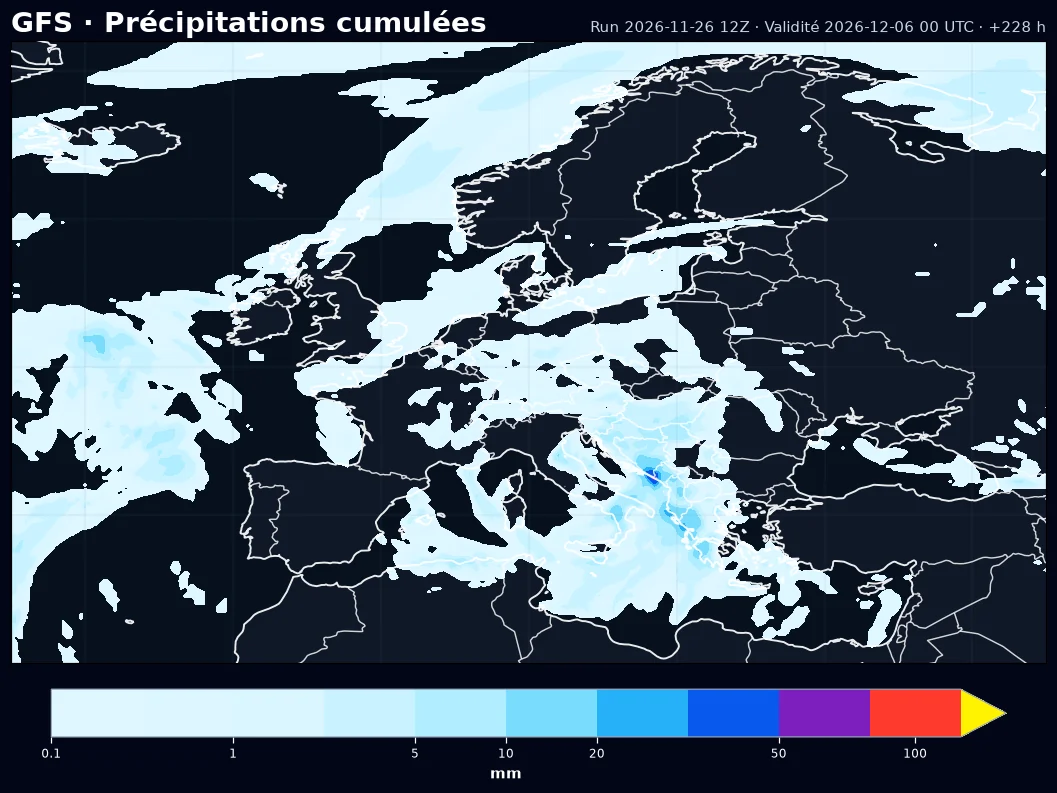 GFS · Précipitations cumulées
Run 2026-11-26 12Z · Validité 2026-12-06 00 UTC · +228 h
0.1 1 5 10 20 50 100
mm